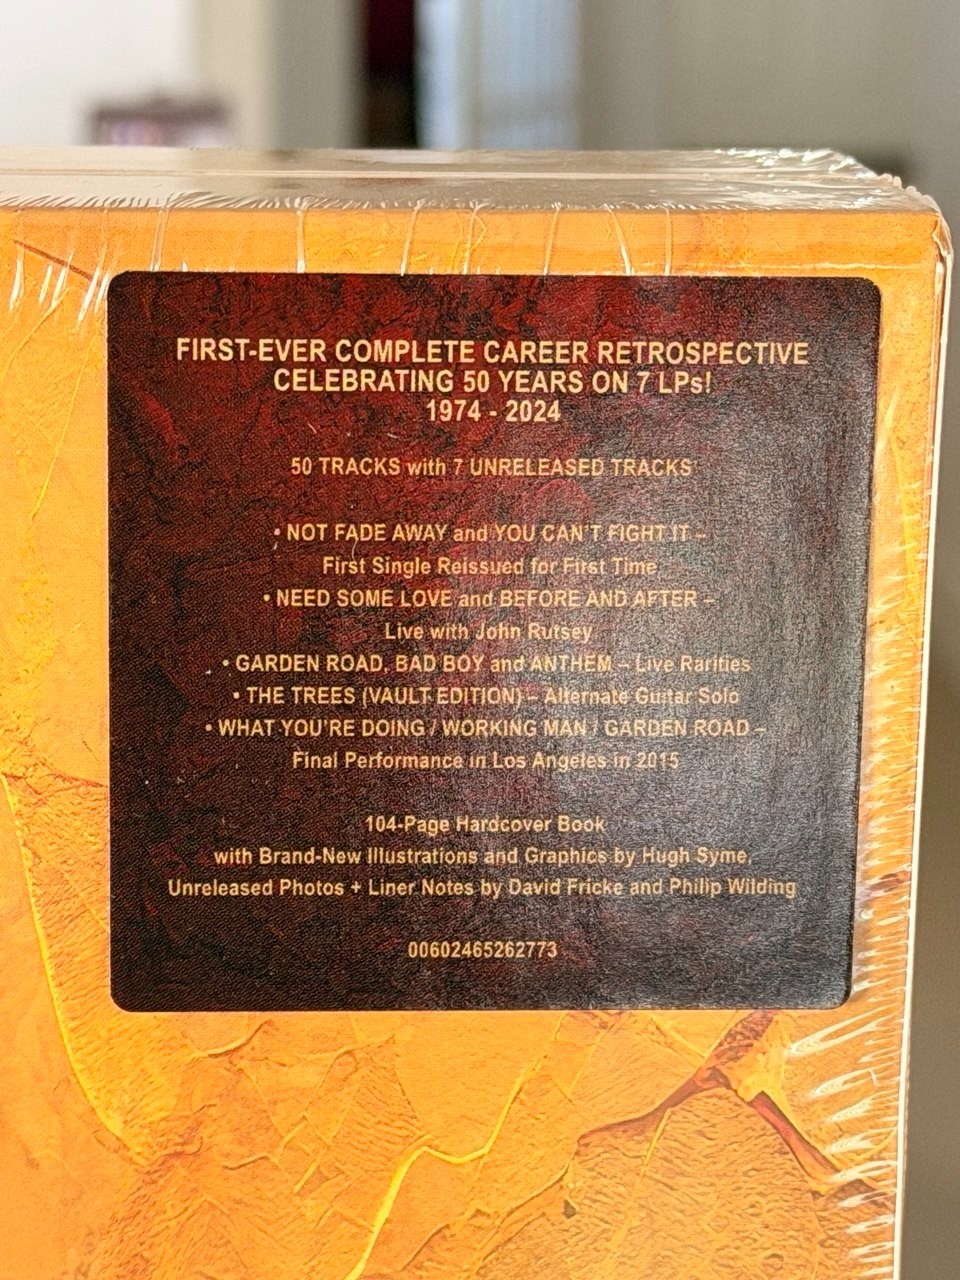 FIRST-EVER COMPLETE CAREER RETROSPECTIVE
CELEBRATING 50 YEARS ON 7 LPs!
1974 - 2024
50 TRACKS with 7 UNRELEASED TRACKS
• NOT FADE AWAY and YOU CAN'T FIGHT IT –
First Single Reissued for First Time
• NEED SOME LOVE and BEFORE AND AFTER –
Live with John Rutsey
• GARDEN ROAD, BAD BOY and ANTHEM – Live Rarities
• THE TREES (VAULT EDITION) – Alternate Guitar Solo
• WHAT YOU'RE DOING / WORKING MAN / GARDEN ROAD –
Final Performance in Los Angeles in 2015
104-Page Hardcover Book
with Brand-New Illustrations and Graphics by Hugh Syme,
Unreleased Photos + Liner Notes by David Fricke and Philip Wilding
00602465262773